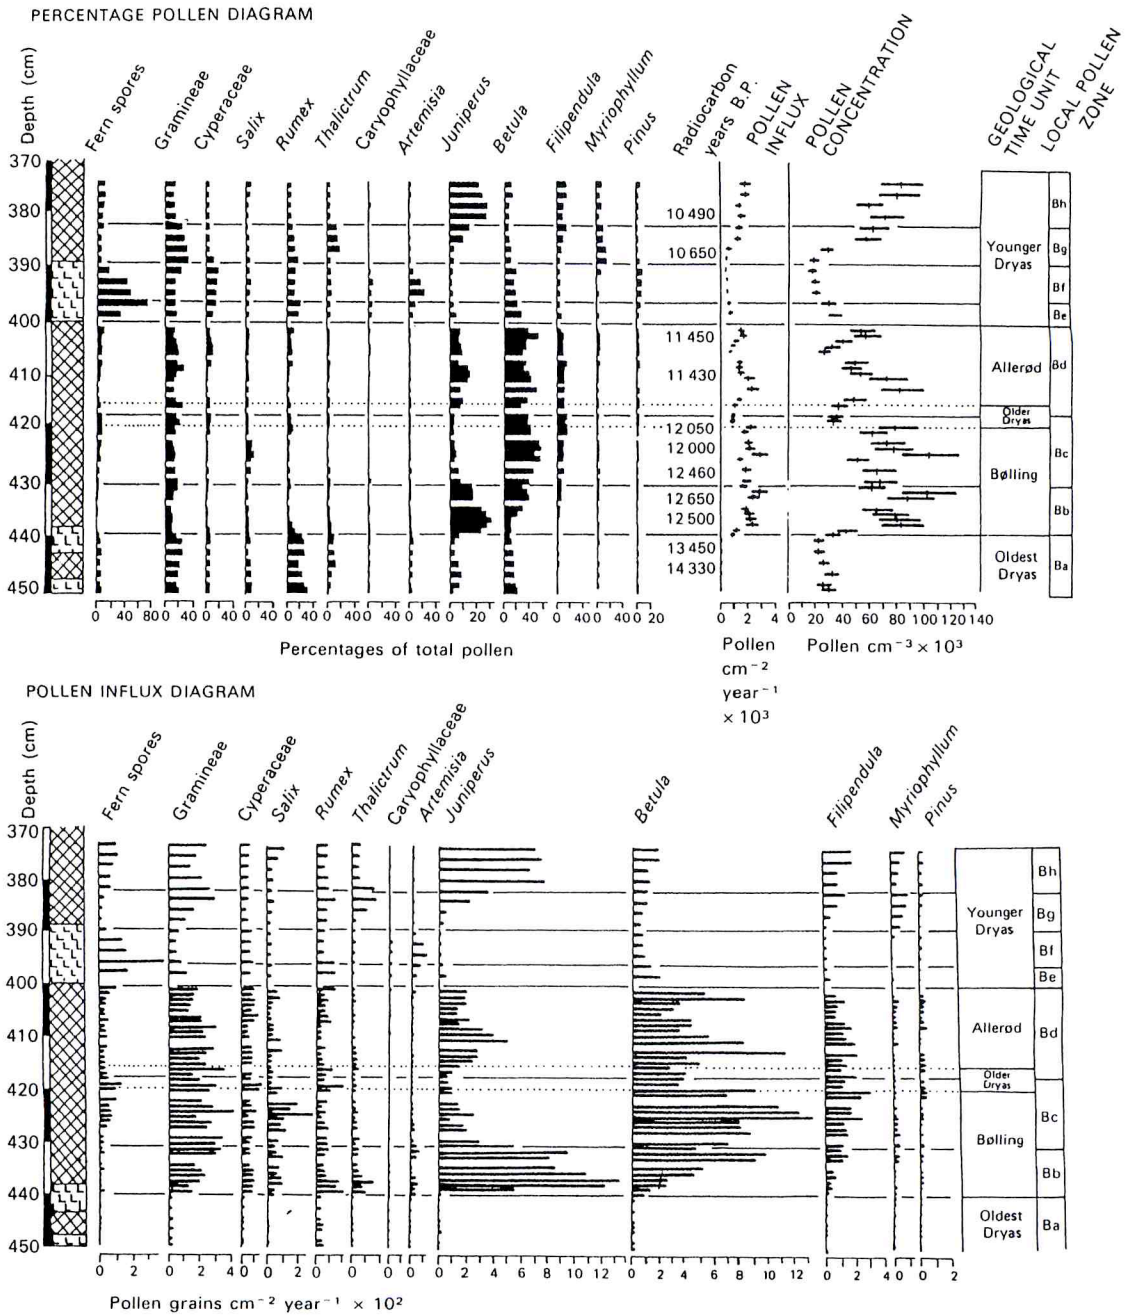 PERCENTAGE POLLEN DIAGRAM
Depth (cm)
Fern spores
Gramineae
Cyperaceae
Salix
Rumex
Thalictrum
Caryophyllaceae
Artemisia
Juniperus
Betula
Filipendula
Myriophyllum
Pinus
Radiocarbon
years B.P.
POLLEN
INFLUX
POLLEN
CONCENTRATION
GEOLOGICAL
TIME UNIT
LOCAL POLLEN
ZONE
370
380
390
400
410
420
430
440
450
10 490
10 650
11 450
11 430
12 050
12 000
12 460
12 650
12 500
13 450
14 330
Younger
Dryas
Allerød
Older
Dryas
Bølling
Oldest
Dryas
Bh
Bg
Bf
Be
Bd
Bc
Bb
Ba
0 40 80 0 40 0 40 0 40 0 40 0 40 0 40 0 40 0 40 0 40 0 40 0 40 0 20
0 2 4
0 20 60 100 120 140
Percentages of total pollen
Pollen
cm⁻²
year⁻¹
× 10³
Pollen cm⁻³ × 10³
POLLEN INFLUX DIAGRAM
Depth (cm)
Fern spores
Gramineae
Cyperaceae
Salix
Rumex
Thalictrum
Caryophyllaceae
Artemisia
Juniperus
Betula
Filipendula
Myriophyllum
Pinus
370
380
390
400
410
420
430
440
450
Younger
Dryas
Allerød
Older
Dryas
Bølling
Oldest
Dryas
Bh
Bg
Bf
Be
Bd
Bc
Bb
Ba
0 2 0 2 4 0 0 2 0 0 2 0 0 0 2 4 6 8 10 12 0 2 4 6 8 10 12 0 2 4 0 0 2
Pollen grains cm⁻² year⁻¹ × 10²